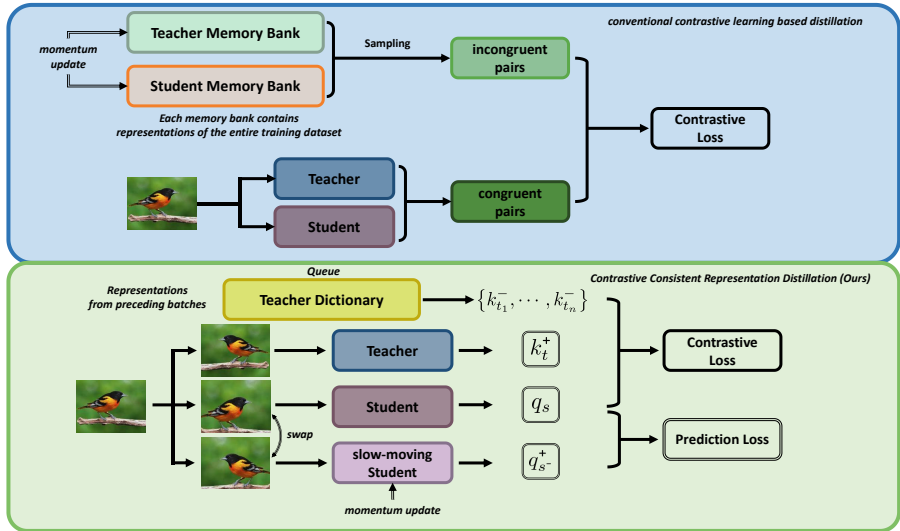 conventional contrastive learning based distillation
Teacher Memory Bank
momentum
update
Student Memory Bank
Sampling
incongruent
pairs
Each memory bank contains
representations of the entire training dataset
Contrastive
Loss
Teacher
Student
congruent
pairs
Queue
Contrastive Consistent Representation Distillation (Ours)
Representations
from preceding batches
Teacher Dictionary
{k⁻_{t₁}, ⋯, k⁻_{tₙ}}
Teacher
k_t^+
Contrastive
Loss
Student
q_s
swap
Prediction Loss
slow-moving
Student
q_{s⁻}^+
momentum update